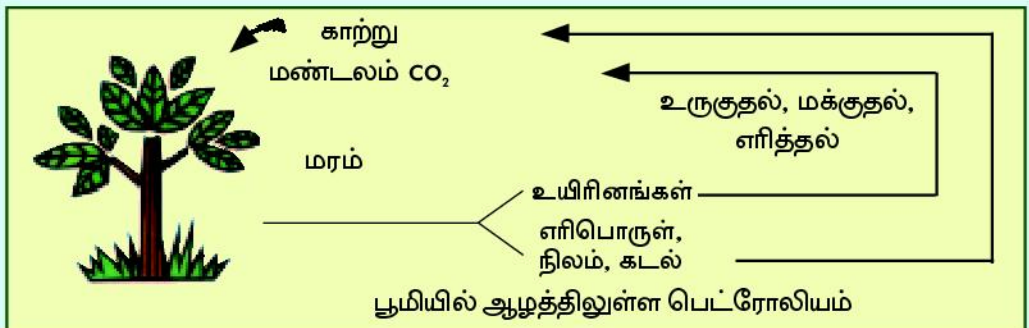 காற்று
மண்டலம் CO₂
உருகுதல், மக்குதல்,
எரித்தல்
மரம்
உயிரினங்கள்
எரிபொருள்,
நிலம், கடல்
பூமியில் ஆழத்திலுள்ள பெட்ரோலியம்